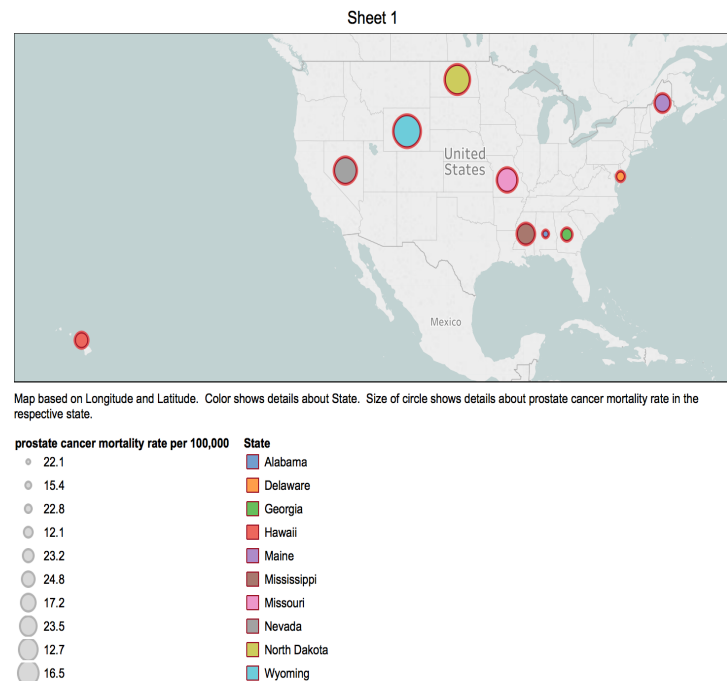 Sheet 1
United
States
Mexico
Map based on Longitude and Latitude.  Color shows details about State.  Size of circle shows details about prostate cancer mortality rate in the
respective state.
prostate cancer mortality rate per 100,000 State
22.1 Alabama
15.4 Delaware
22.8 Georgia
12.1 Hawaii
23.2 Maine
24.8 Mississippi
17.2 Missouri
23.5 Nevada
12.7 North Dakota
16.5 Wyoming